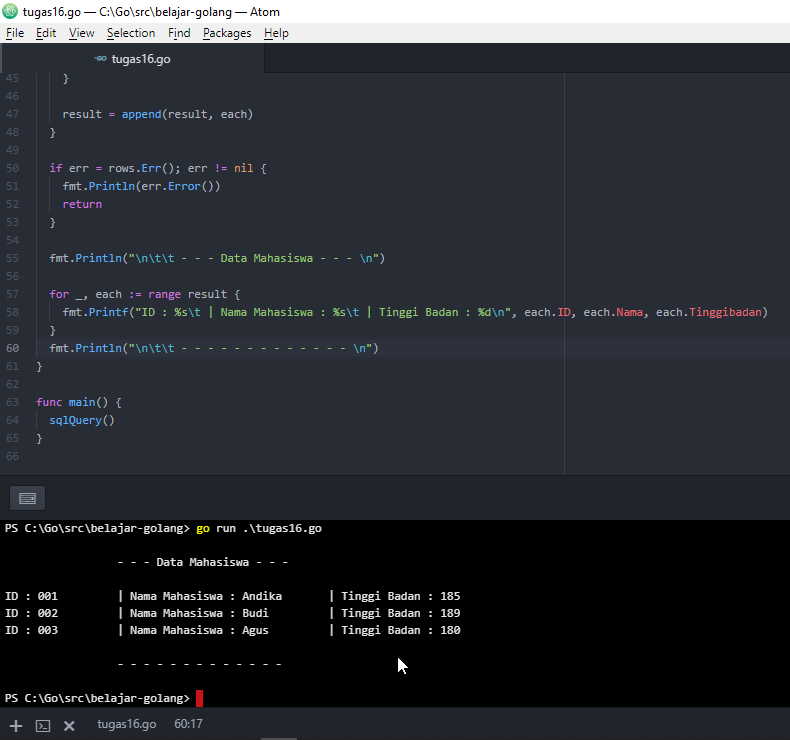 tugas16.go — C:\Go\src\belajar-golang — Atom
File Edit View Selection Find Packages Help
GO tugas16.go
45 }
46
47 result = append(result, each)
48 }
49
50 if err = rows.Err(); err != nil {
51 fmt.Println(err.Error())
52 return
53 }
54
55 fmt.Println("\n\t\t - - - Data Mahasiswa - - - \n")
56
57 for _, each := range result {
58 fmt.Printf("ID : %s\t | Nama Mahasiswa : %s\t | Tinggi Badan : %d\n", each.ID, each.Nama, each.Tinggibadan)
59 }
60 fmt.Println("\n\t\t - - - - - - - - - - - - - \n")
61 }
62
63 func main() {
64 sqlQuery()
65 }
66
PS C:\Go\src\belajar-golang> go run .\tugas16.go
- - - Data Mahasiswa - - -
ID : 001 | Nama Mahasiswa : Andika | Tinggi Badan : 185
ID : 002 | Nama Mahasiswa : Budi | Tinggi Badan : 189
ID : 003 | Nama Mahasiswa : Agus | Tinggi Badan : 180
- - - - - - - - - - - - -
PS C:\Go\src\belajar-golang>
tugas16.go 60:17